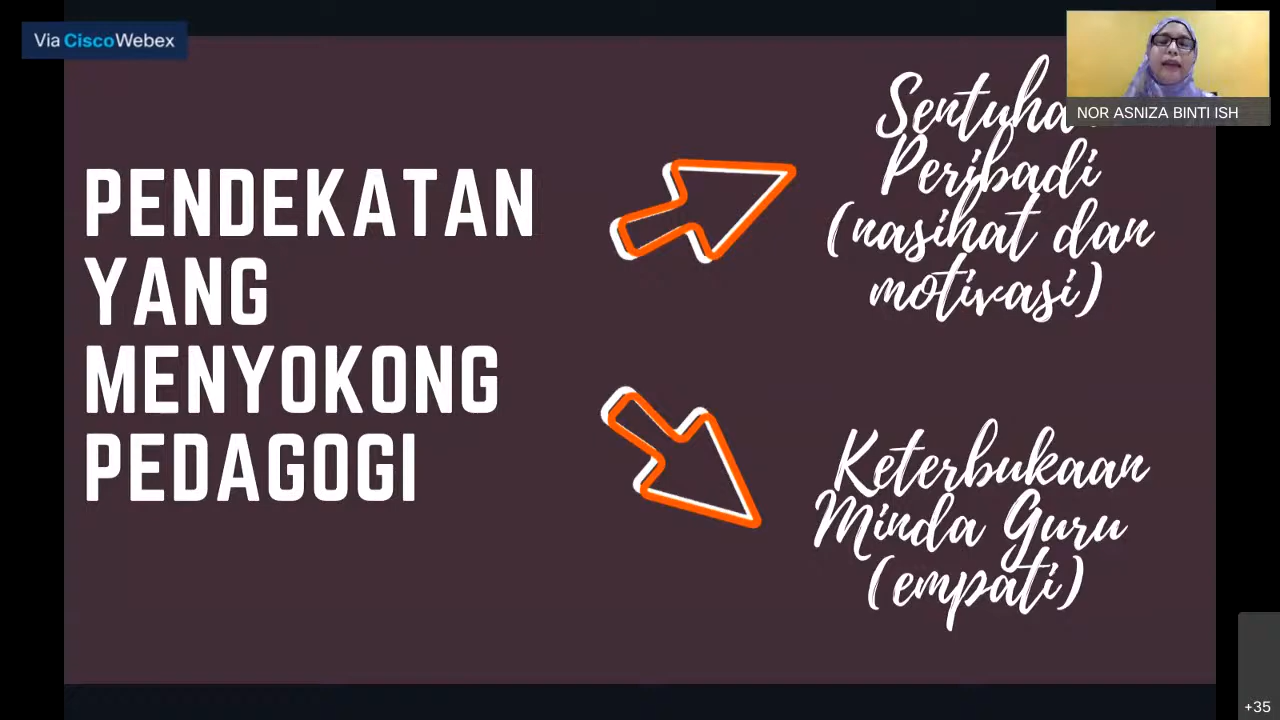 Via CiscoWebex
NOR ASNIZA BINTI ISH
PENDEKATAN
YANG
MENYOKONG
PEDAGOGI
Peribadi
(nasihat dan
motivasi)
Keterbukaan
Minda Guru
(empati)
+35